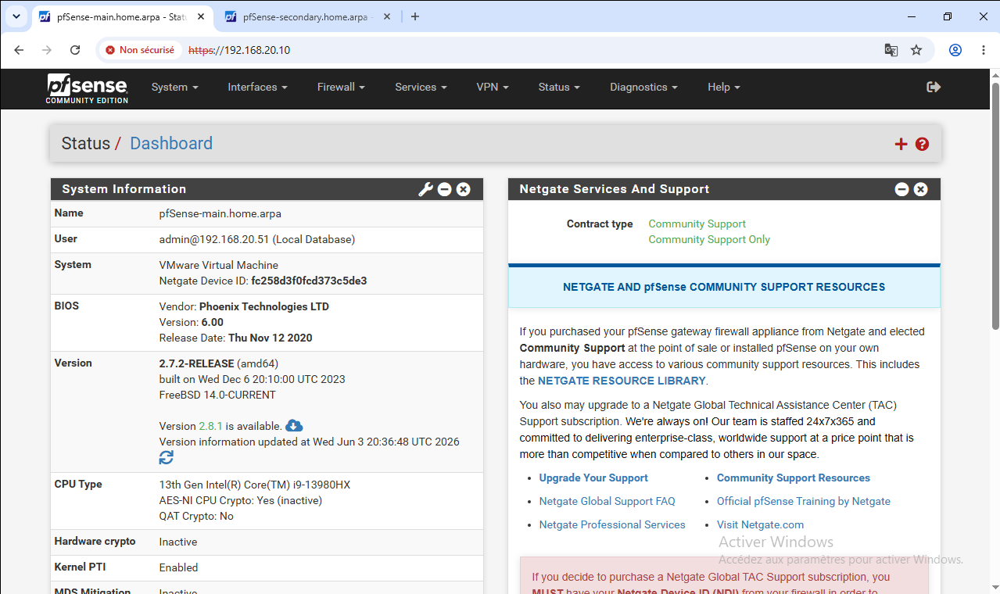 pfSense-main.home.arpa - Statu
pfSense-secondary.home.arpa -
Non sécurisé
https://192.168.20.10
pfsense
COMMUNITY EDITION
System
Interfaces
Firewall
Services
VPN
Status
Diagnostics
Help
Status / Dashboard
System Information
Name
pfSense-main.home.arpa
User
admin@192.168.20.51 (Local Database)
System
VMware Virtual Machine
Netgate Device ID: fc258d3f0fcd373c5de3
BIOS
Vendor: Phoenix Technologies LTD
Version: 6.00
Release Date: Thu Nov 12 2020
Version
2.7.2-RELEASE (amd64)
built on Wed Dec 6 20:10:00 UTC 2023
FreeBSD 14.0-CURRENT
Version 2.8.1 is available.
Version information updated at Wed Jun 3 20:36:48 UTC 2026
CPU Type
13th Gen Intel(R) Core(TM) i9-13980HX
AES-NI CPU Crypto: Yes (inactive)
QAT Crypto: No
Hardware crypto
Inactive
Kernel PTI
Enabled
MDS Mitigation
Inactive
Netgate Services And Support
Contract type
Community Support
Community Support Only
NETGATE AND pfSense COMMUNITY SUPPORT RESOURCES
If you purchased your pfSense gateway firewall appliance from Netgate and elected
Community Support at the point of sale or installed pfSense on your own
hardware, you have access to various community support resources. This includes
the NETGATE RESOURCE LIBRARY.
You also may upgrade to a Netgate Global Technical Assistance Center (TAC)
Support subscription. We're always on! Our team is staffed 24x7x365 and
committed to delivering enterprise-class, worldwide support at a price point that is
more than competitive when compared to others in our space.
Upgrade Your Support
Community Support Resources
Netgate Global Support FAQ
Official pfSense Training by Netgate
Netgate Professional Services
Visit Netgate.com
Activer Windows
Accédez aux paramètres pour activer Windows.
If you decide to purchase a Netgate Global TAC Support subscription, you
MUST have your Netgate Device ID (NDI) from your firewall in order to